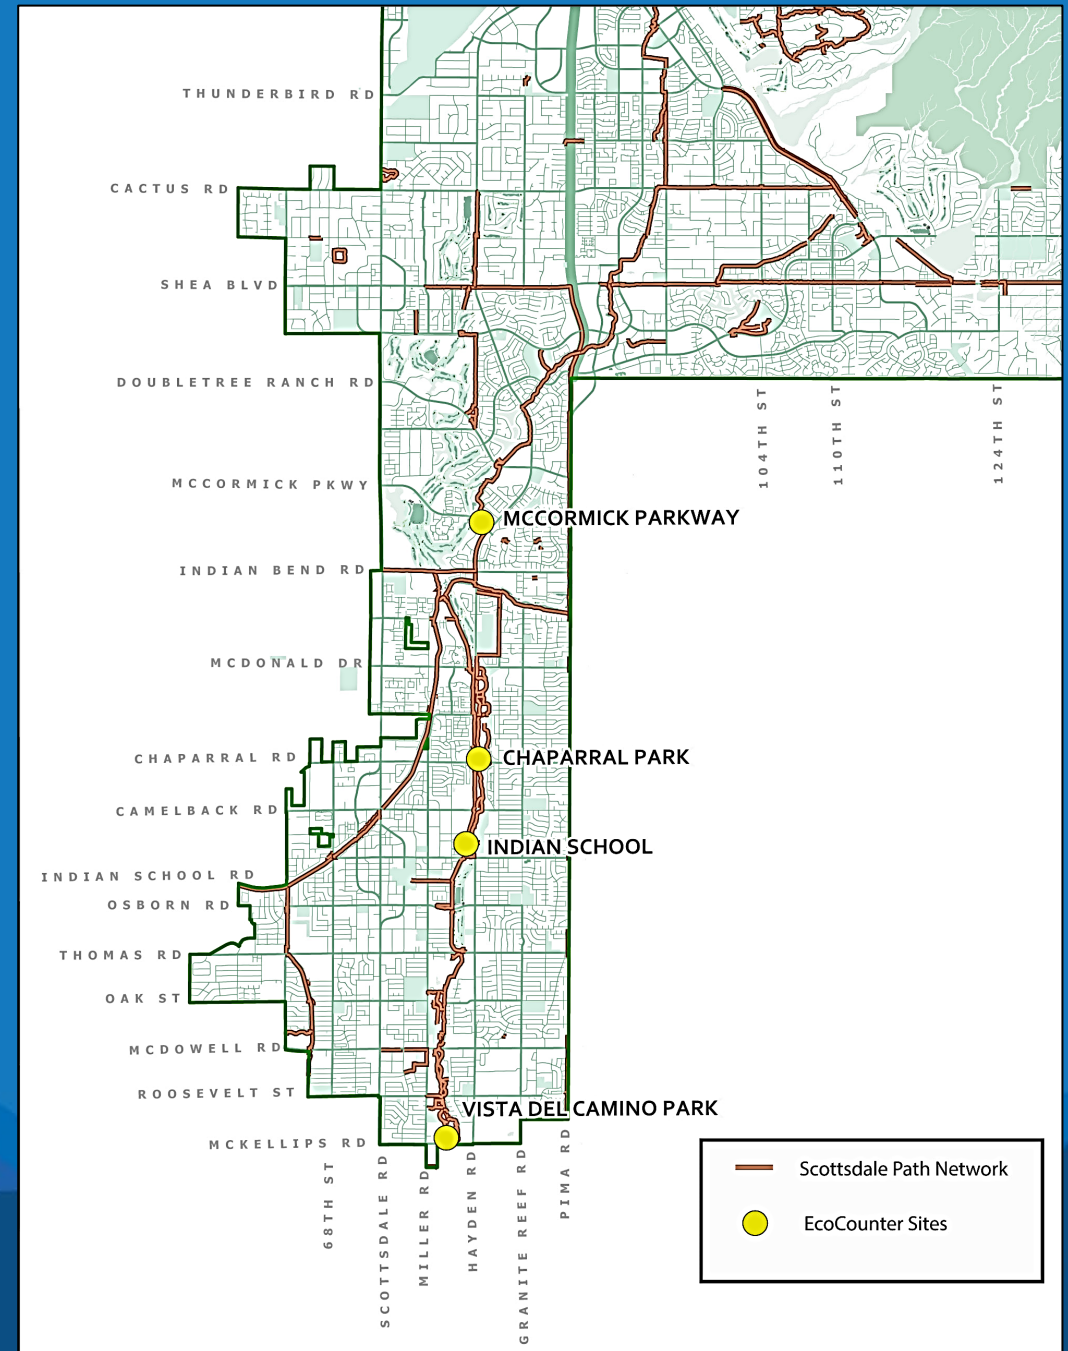 THUNDERBIRD RD
CACTUS RD
SHEA BLVD
DOUBLETREE RANCH RD
104TH ST
110TH ST
124TH ST
MCCORMICK PKWY
MCCORMICK PARKWAY
INDIAN BEND RD
MCDONALD DR
CHAPARRAL RD
CHAPARRAL PARK
CAMELBACK RD
INDIAN SCHOOL
INDIAN SCHOOL RD
OSBORN RD
THOMAS RD
OAK ST
MCDOWELL RD
ROOSEVELT ST
VISTA DEL CAMINO PARK
MCKELLIPS RD
68TH ST
SCOTTSDALE RD
MILLER RD
HAYDEN RD
GRANITE REEF RD
PIMA RD
Scottsdale Path Network
EcoCounter Sites